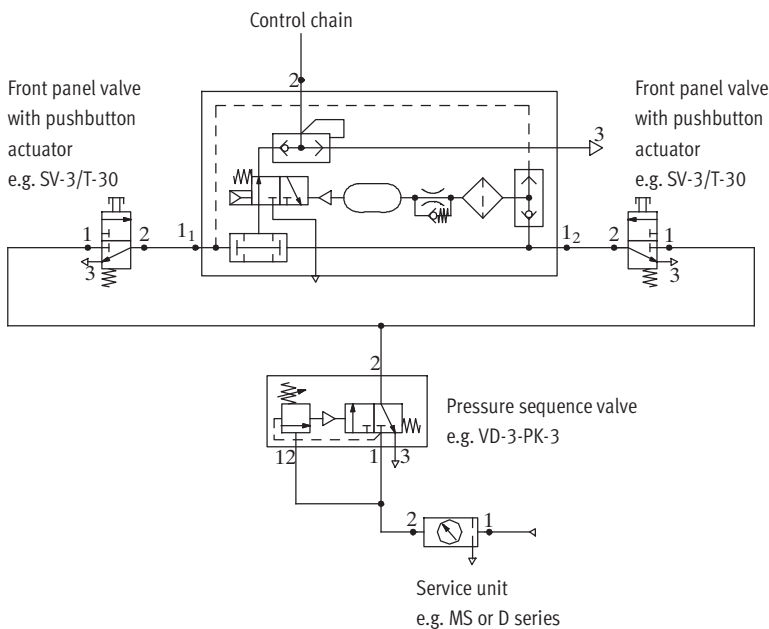 Control chain
2
Front panel valve
with pushbutton
actuator
e.g. SV-3/T-30
3
Front panel valve
with pushbutton
actuator
e.g. SV-3/T-30
1
2
1₁
3
1₂
2
1
3
2
Pressure sequence valve
e.g. VD-3-PK-3
12
1
3
2
1
Service unit
e.g. MS or D series